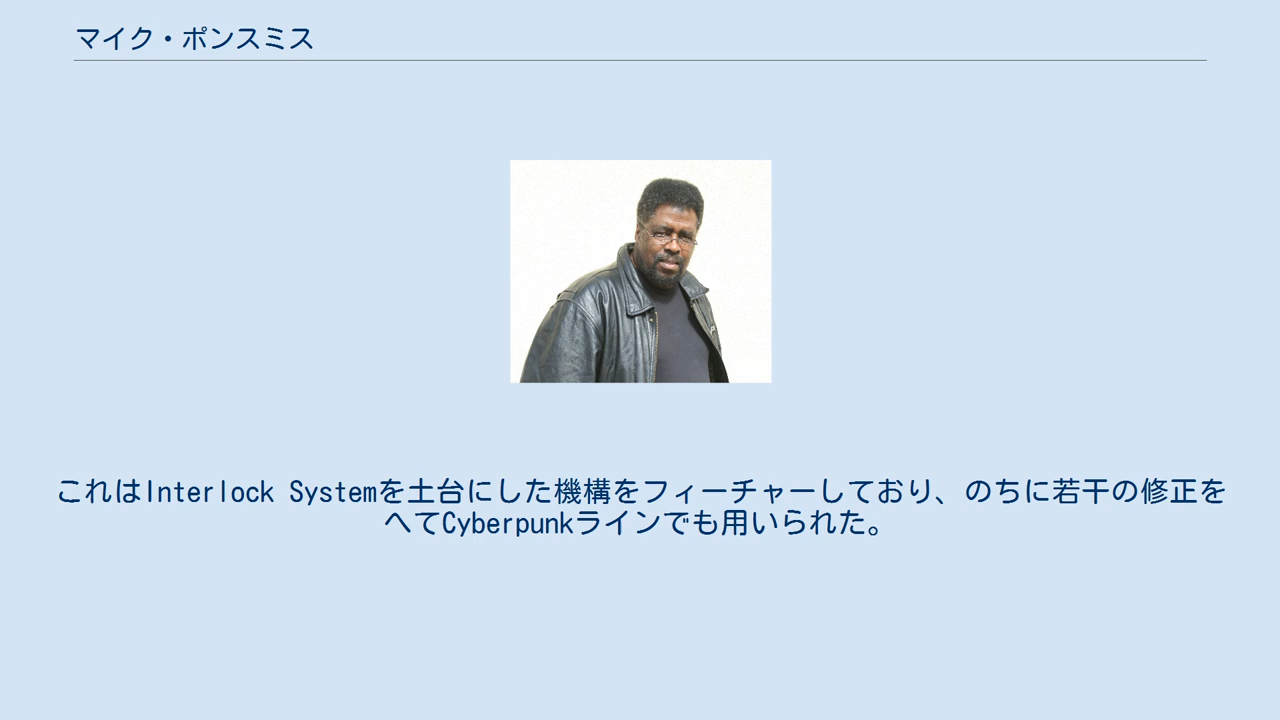 マイク・ポンスミス
これはInterlock Systemを土台にした機構をフィーチャーしており、のちに若干の修正を
へてCyberpunkラインでも用いられた。